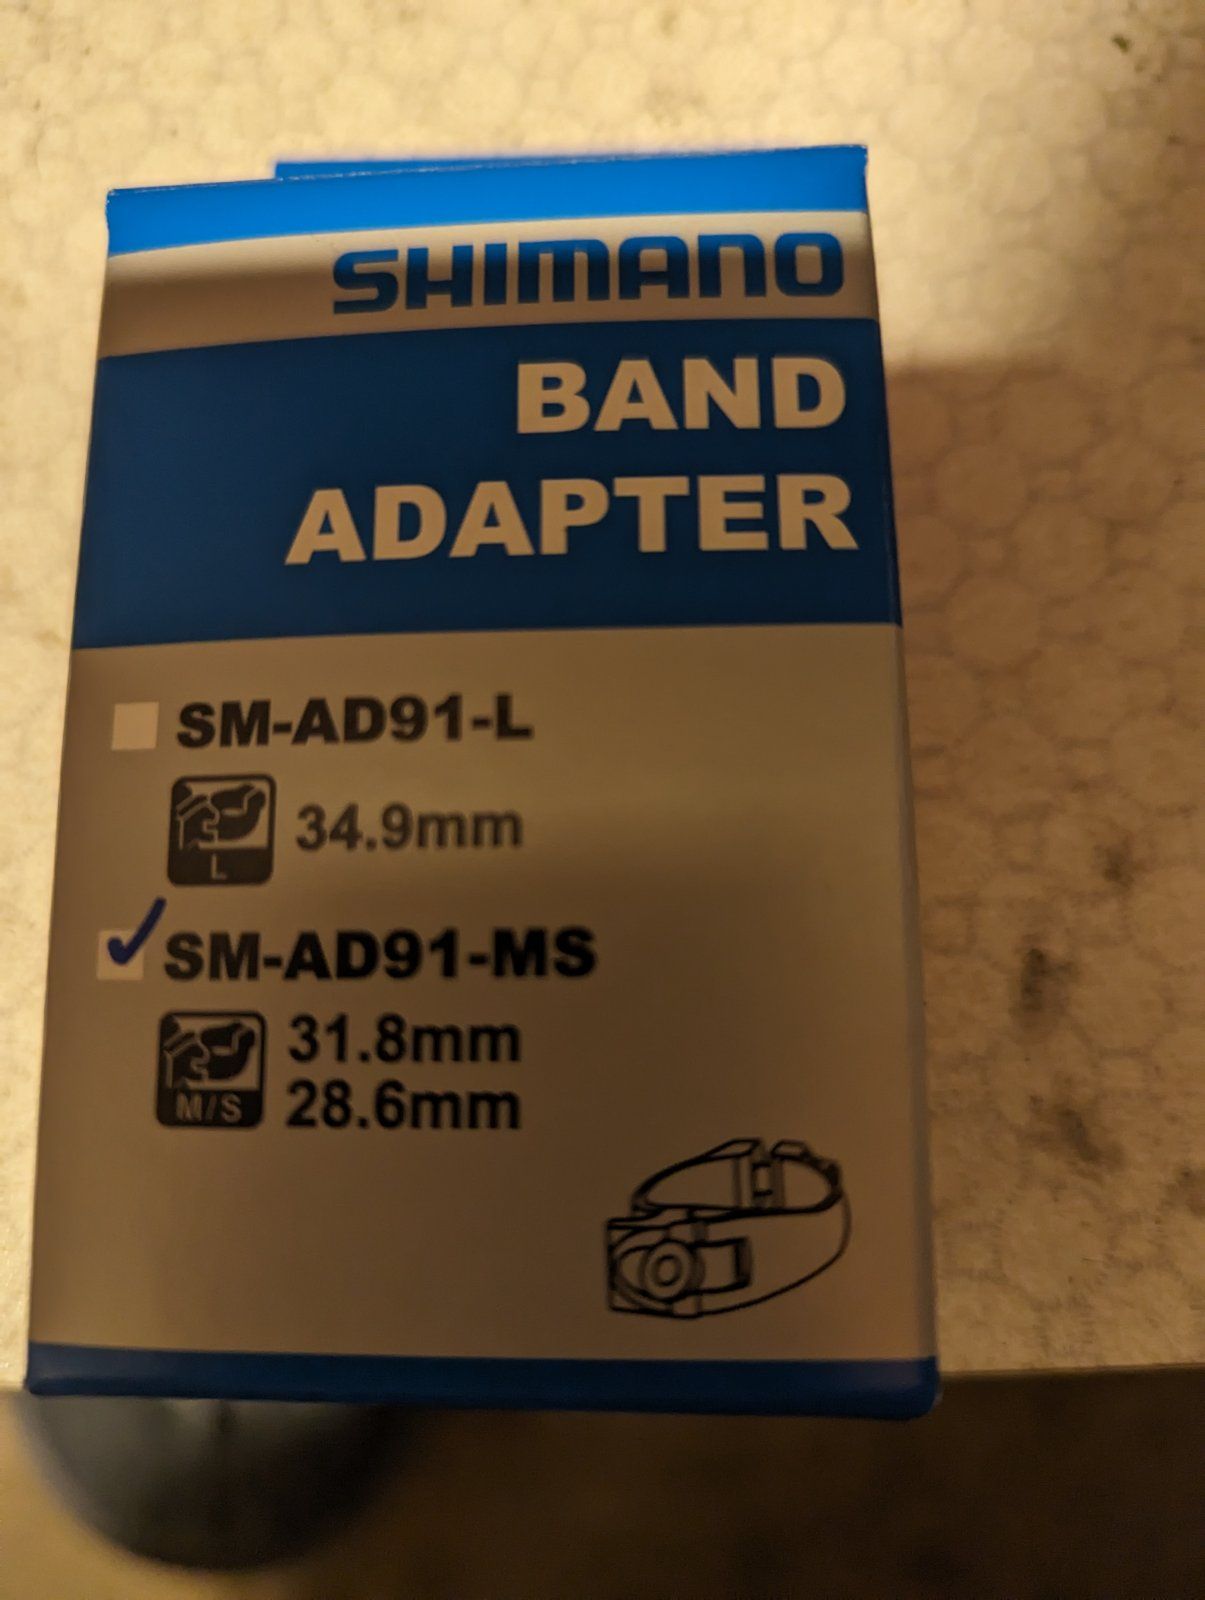 SHIMANO
BAND
ADAPTER
SM-AD91-L
L
34.9mm
SM-AD91-MS
31.8mm
M/S
28.6mm